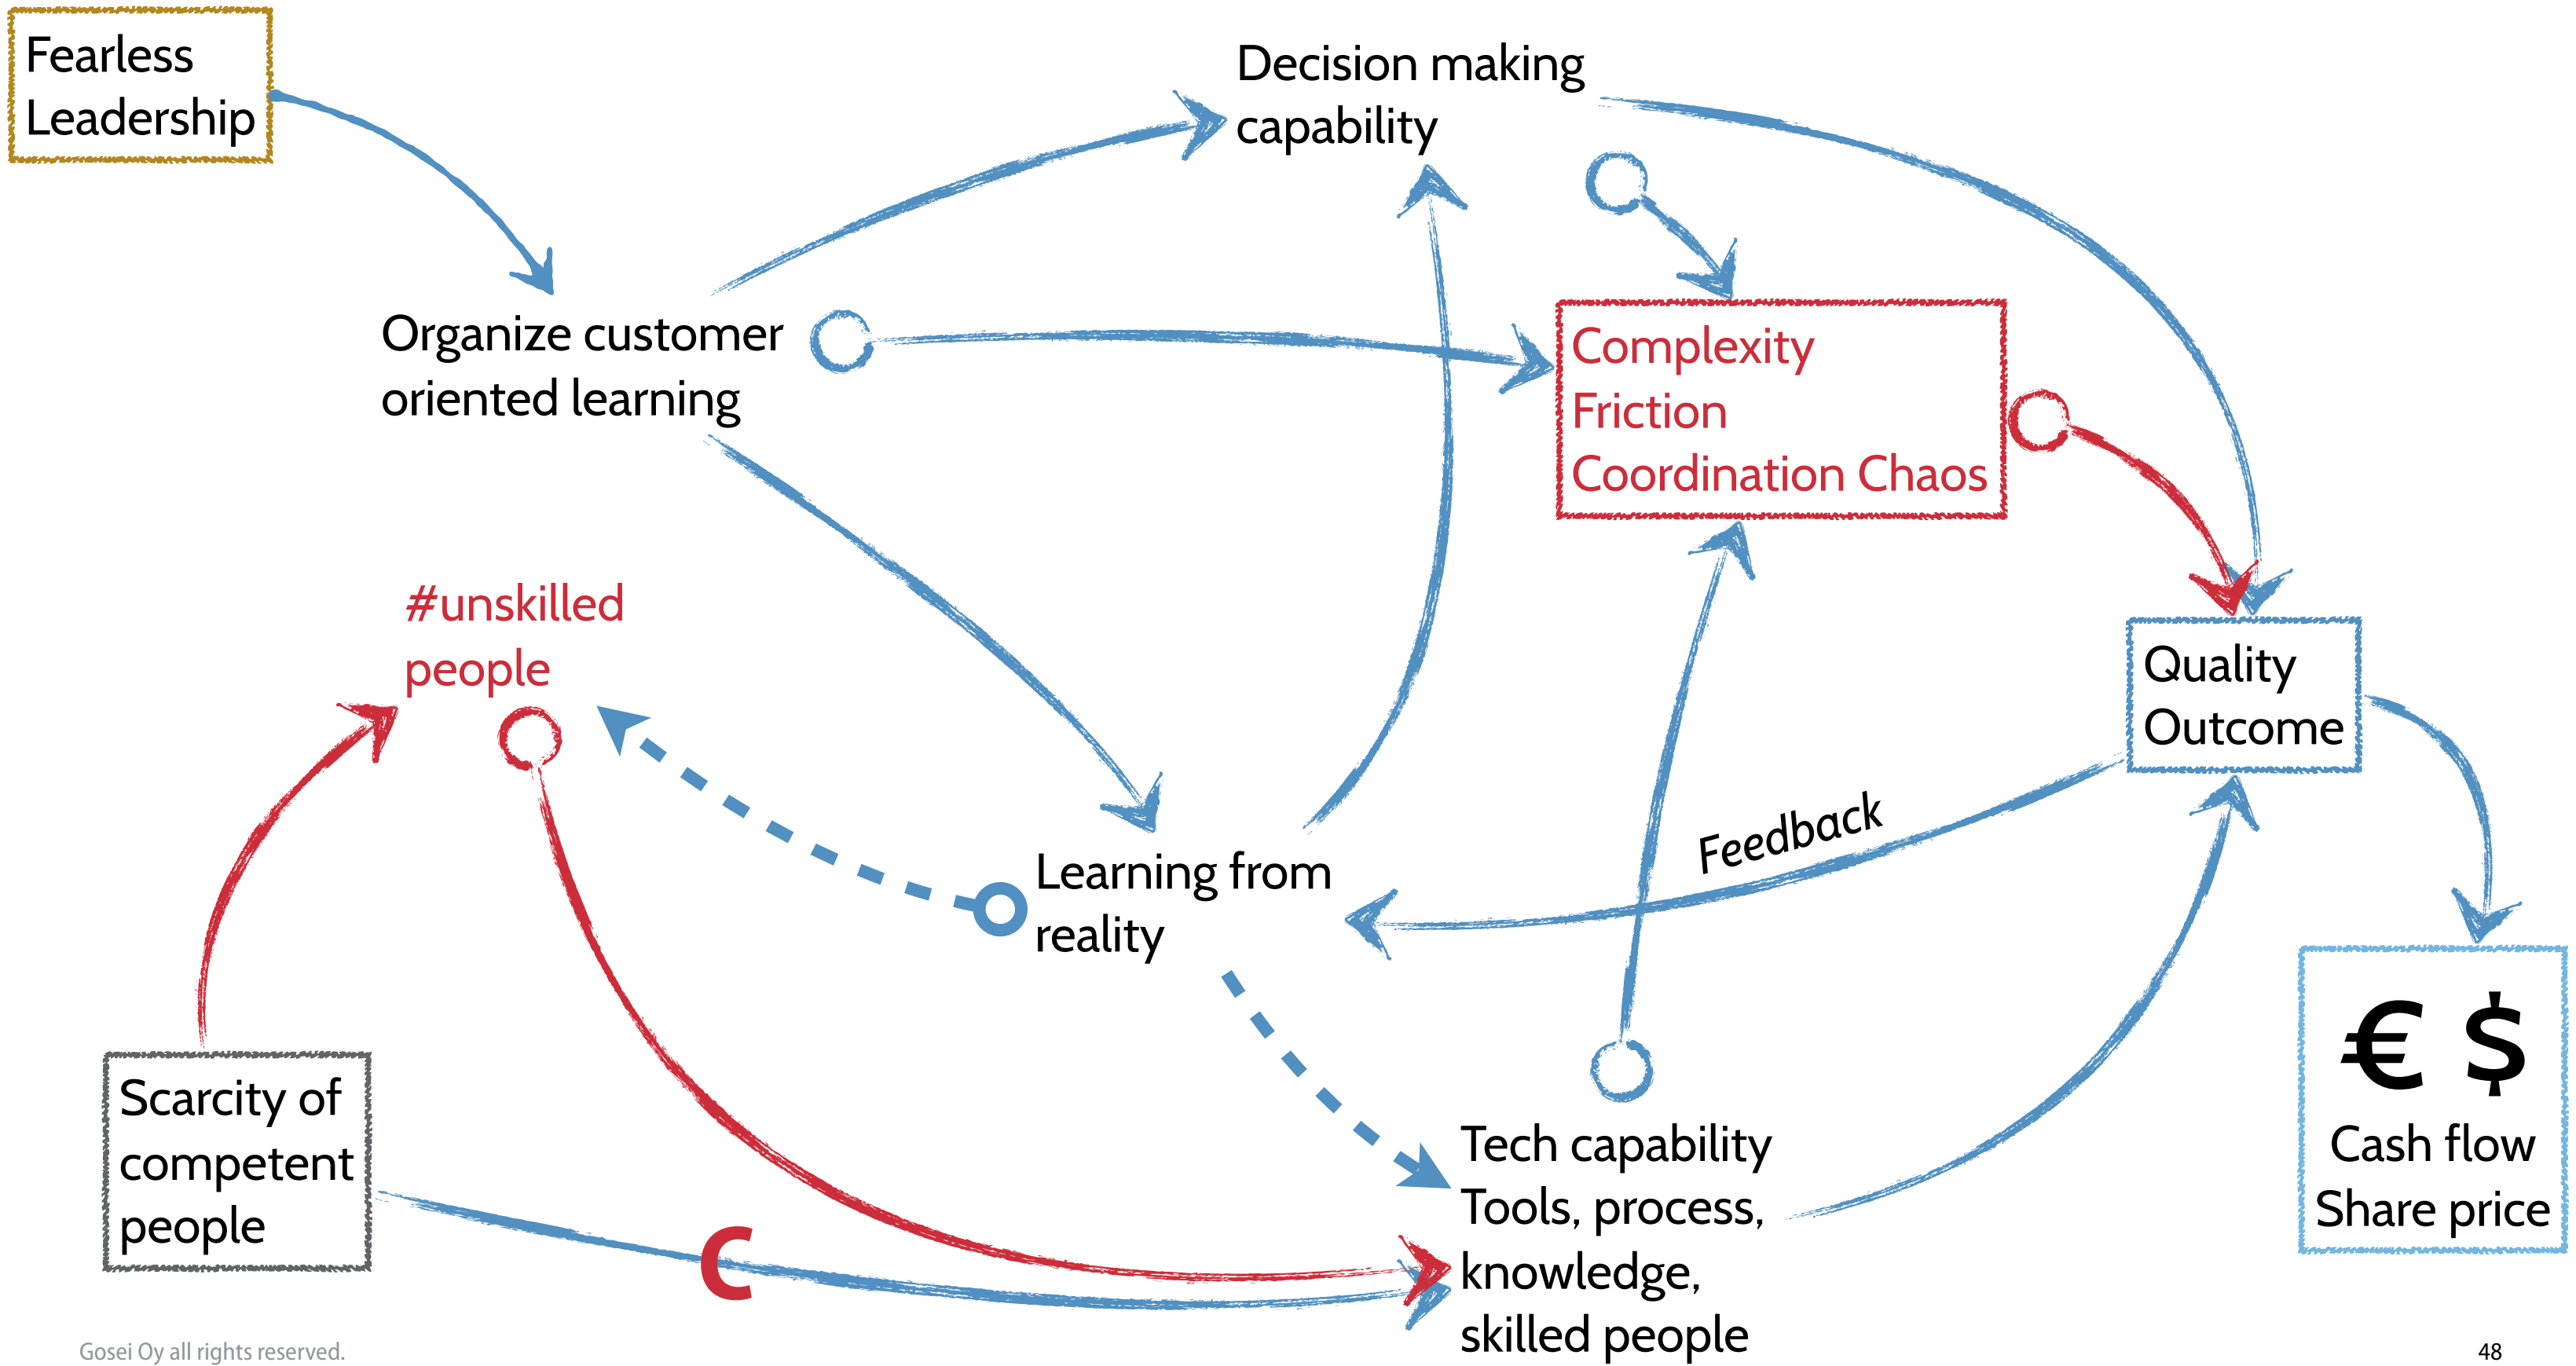 Fearless
Leadership
Decision making
capability
Organize customer
oriented learning
Complexity
Friction
Coordination Chaos
#unskilled
people
Quality
Outcome
Feedback
Learning from
reality
Scarcity of
competent
people
C
Tech capability
Tools, process,
knowledge,
skilled people
€ $
Cash flow
Share price
Gosei Oy all rights reserved.
48